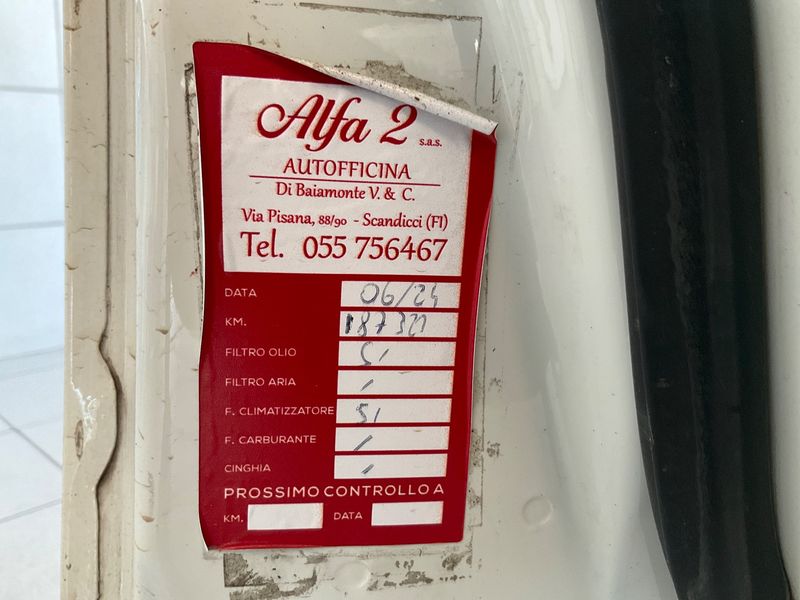 Alfa 2 s.a.s.
AUTOFFICINA
Di Baiamonte V. & C.
Via Pisana, 88/90 - Scandicci (FI)
Tel. 055 756467
DATA 06/24
KM. 187321
FILTRO OLIO Si
FILTRO ARIA /
F. CLIMATIZZATORE Si
F. CARBURANTE /
CINGHIA /
PROSSIMO CONTROLLO A
KM. DATA